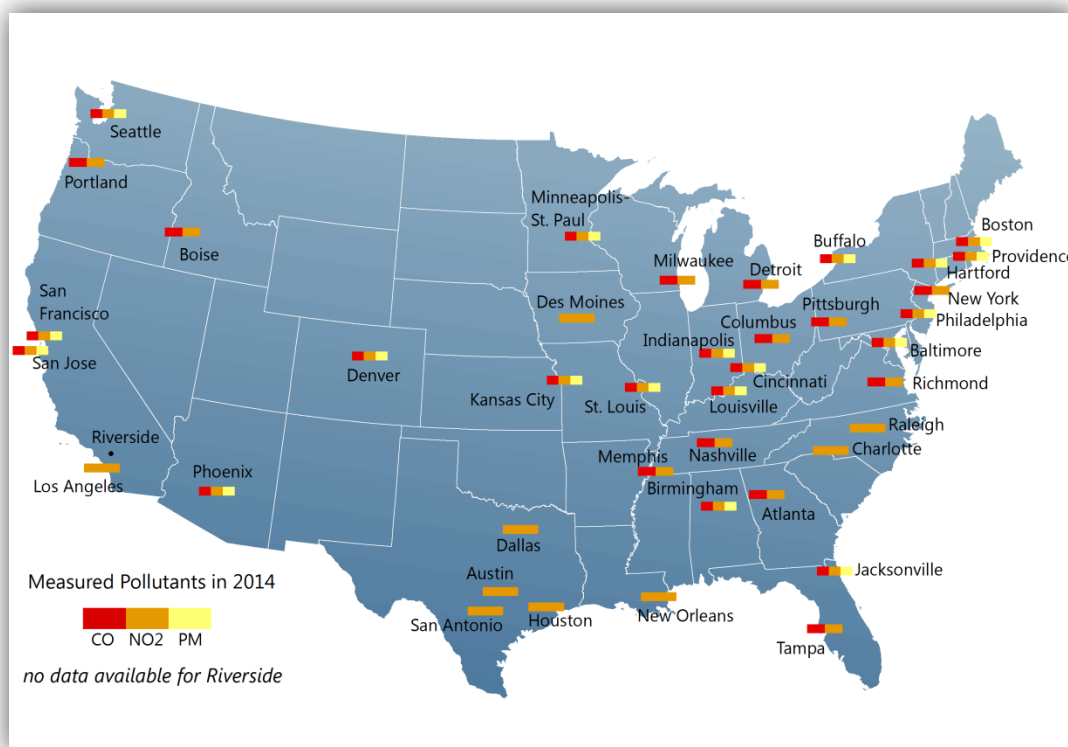 Seattle
Portland
Boise
Minneapolis-
St. Paul
Milwaukee
Detroit
Buffalo
Boston
Providence
Hartford
New York
Philadelphia
Pittsburgh
Columbus
Des Moines
Indianapolis
Baltimore
San
Francisco
San Jose
Denver
Kansas City
St. Louis
Cincinnati
Louisville
Richmond
Raleigh
Charlotte
Nashville
Memphis
Birmingham
Atlanta
Riverside
Los Angeles
Phoenix
Dallas
Austin
San Antonio
Houston
New Orleans
Jacksonville
Tampa
Measured Pollutants in 2014
CO NO2 PM
no data available for Riverside